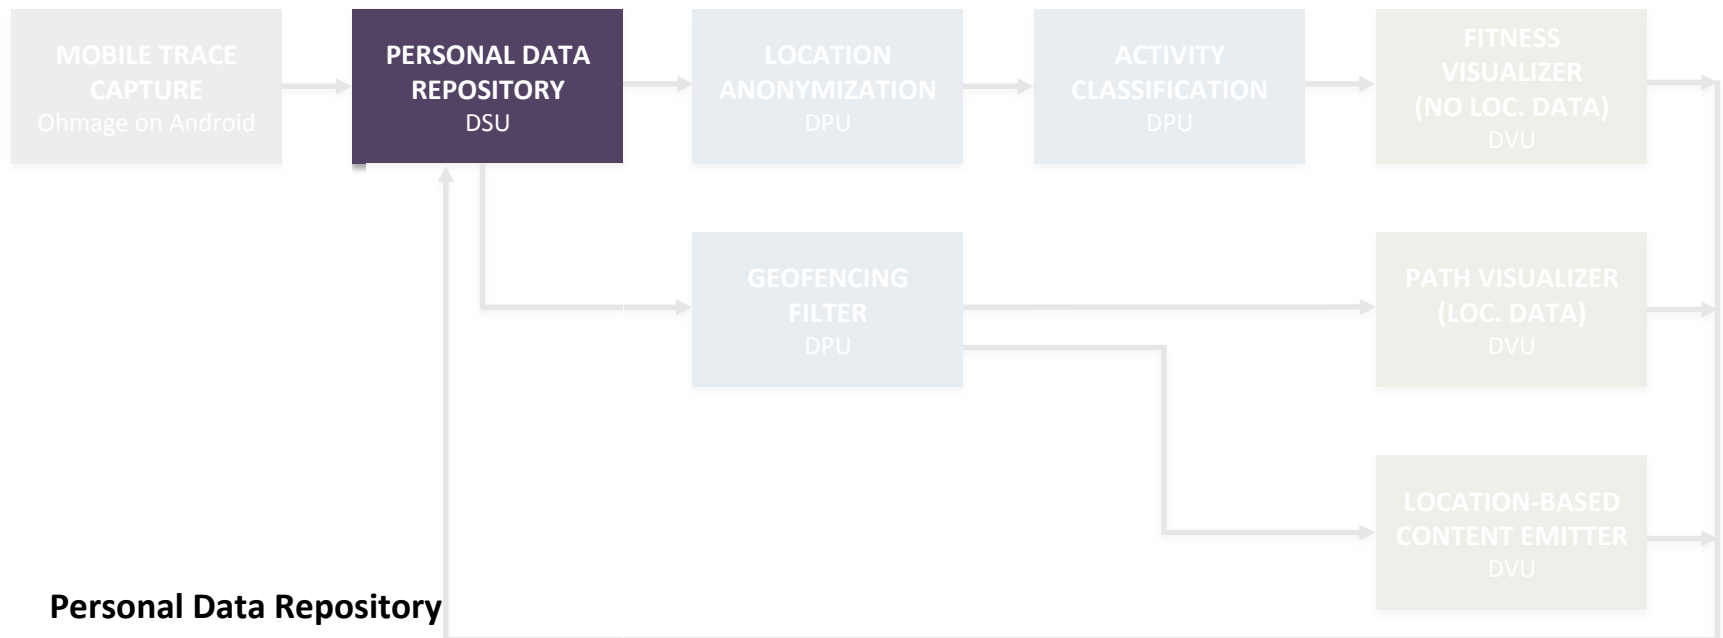 MOBILE TRACE
CAPTURE
Ohmage on Android
PERSONAL DATA
REPOSITORY
DSU
LOCATION
ANONYMIZATION
DPU
ACTIVITY
CLASSIFICATION
DPU
FITNESS
VISUALIZER
(NO LOC. DATA)
DVU
GEOFENCING
FILTER
DPU
PATH VISUALIZER
(LOC. DATA)
DVU
LOCATION-BASED
CONTENT EMITTER
DVU
Personal Data Repository